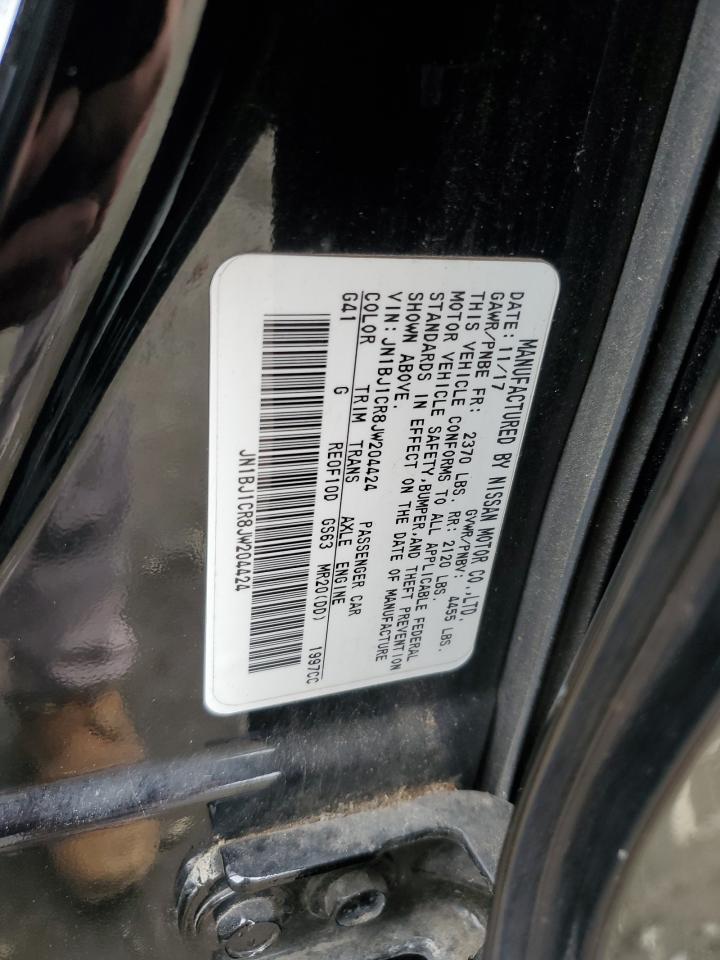 MANUFACTURED BY NISSAN MOTOR CO.,LTD.
DATE: 11/17 GVWR/PNBV: 4455 LBS.
GAWR/PNBE FR: 2370 LBS. RR: 2120 LBS.
THIS VEHICLE CONFORMS TO ALL APPLICABLE FEDERAL
MOTOR VEHICLE SAFETY,BUMPER,AND THEFT PREVENTION
STANDARDS IN EFFECT ON THE DATE OF MANUFACTURE
SHOWN ABOVE.
VIN: JN1BJ1CR8JW204424 PASSENGER CAR
COLOR TRIM TRANS AXLE ENGINE
G41 G RE0F10D GS63 MR20(DD) 1997CC
JN1BJ1CR8JW204424